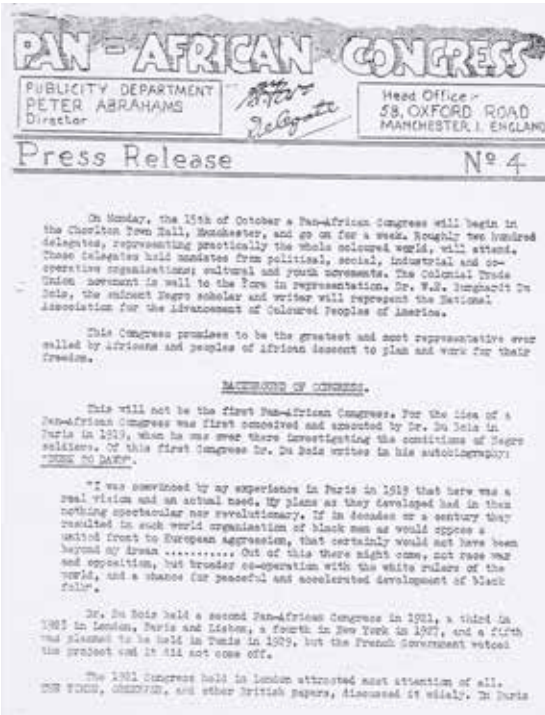 PAN-AFRICAN CONGRESS
PUBLICITY DEPARTMENT
PETER ABRAHAMS
Director
Delegate
Head Office:-
58, OXFORD ROAD
MANCHESTER 1. ENGLAND
Press Release
Nº 4
On Monday, the 15th of October a Pan-African Congress will begin in
the Chorlton Town Hall, Manchester, and go on for a week. Roughly two hundred
delegates, representing practically the whole coloured world, will attend.
These delegates hold mandates from political, social, industrial and co-
operative organisations; cultural and youth movements. The Colonial Trade
Union movement is well to the fore in representation. Dr. W.E. Burghardt Du
Bois, the eminent Negro scholar and writer will represent the National
Association for the Advancement of Coloured Peoples of America.
This Congress promises to be the greatest and most representative ever
called by Africans and peoples of African descent to plan and work for their
freedom.
BACKGROUND OF CONGRESS.
This will not be the first Pan-African Congress. For the idea of a
Pan-African Congress was first conceived and executed by Dr. Du Bois in
Paris in 1919, when he was over there investigating the conditions of Negro
soldiers. Of this first Congress Dr. Du Bois writes in his autobiography:
"DUSK TO DAWN".
"I was convinced by my experience in Paris in 1919 that here was a
real vision and an actual need. My plans as they developed had in them
nothing spectacular nor revolutionary. If in decades or a century they
resulted in such world organisation of black men as would oppose a
united front to European aggression, that certainly would not have been
beyond my dream ........... Out of this there might come, not race war
and opposition, but broader co-operation with the white rulers of the
world, and a chance for peaceful and accelerated development of black
folk".
Dr. Du Bois held a second Pan-African Congress in 1921, a third in
1923 in London, Paris and Lisbon, a fourth in New York in 1927, and a fifth
was planned to be held in Tunis in 1929, but the French Government vetoed
the project and it did not come off.
The 1921 Congress held in London attracted most attention of all.
THE TIMES, OBSERVER, and other British papers, discussed it widely. In Paris